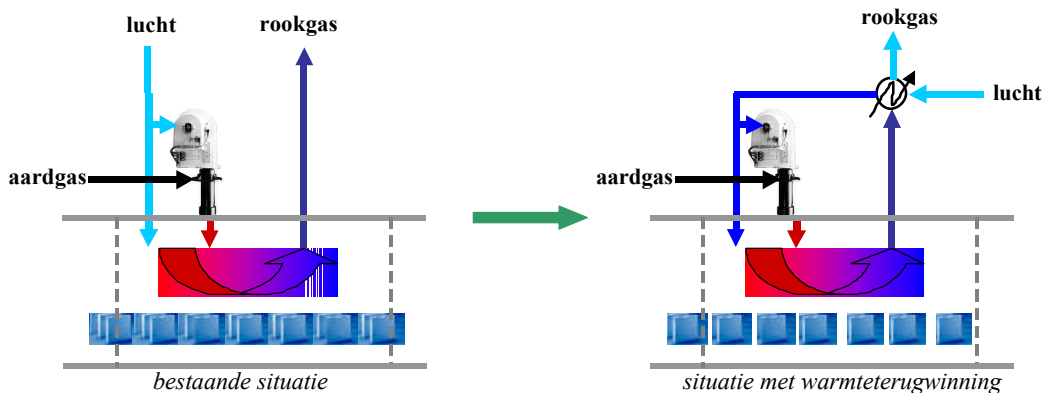 lucht
rookgas
aardgas
bestaande situatie
rookgas
lucht
aardgas
situatie met warmteterugwinning